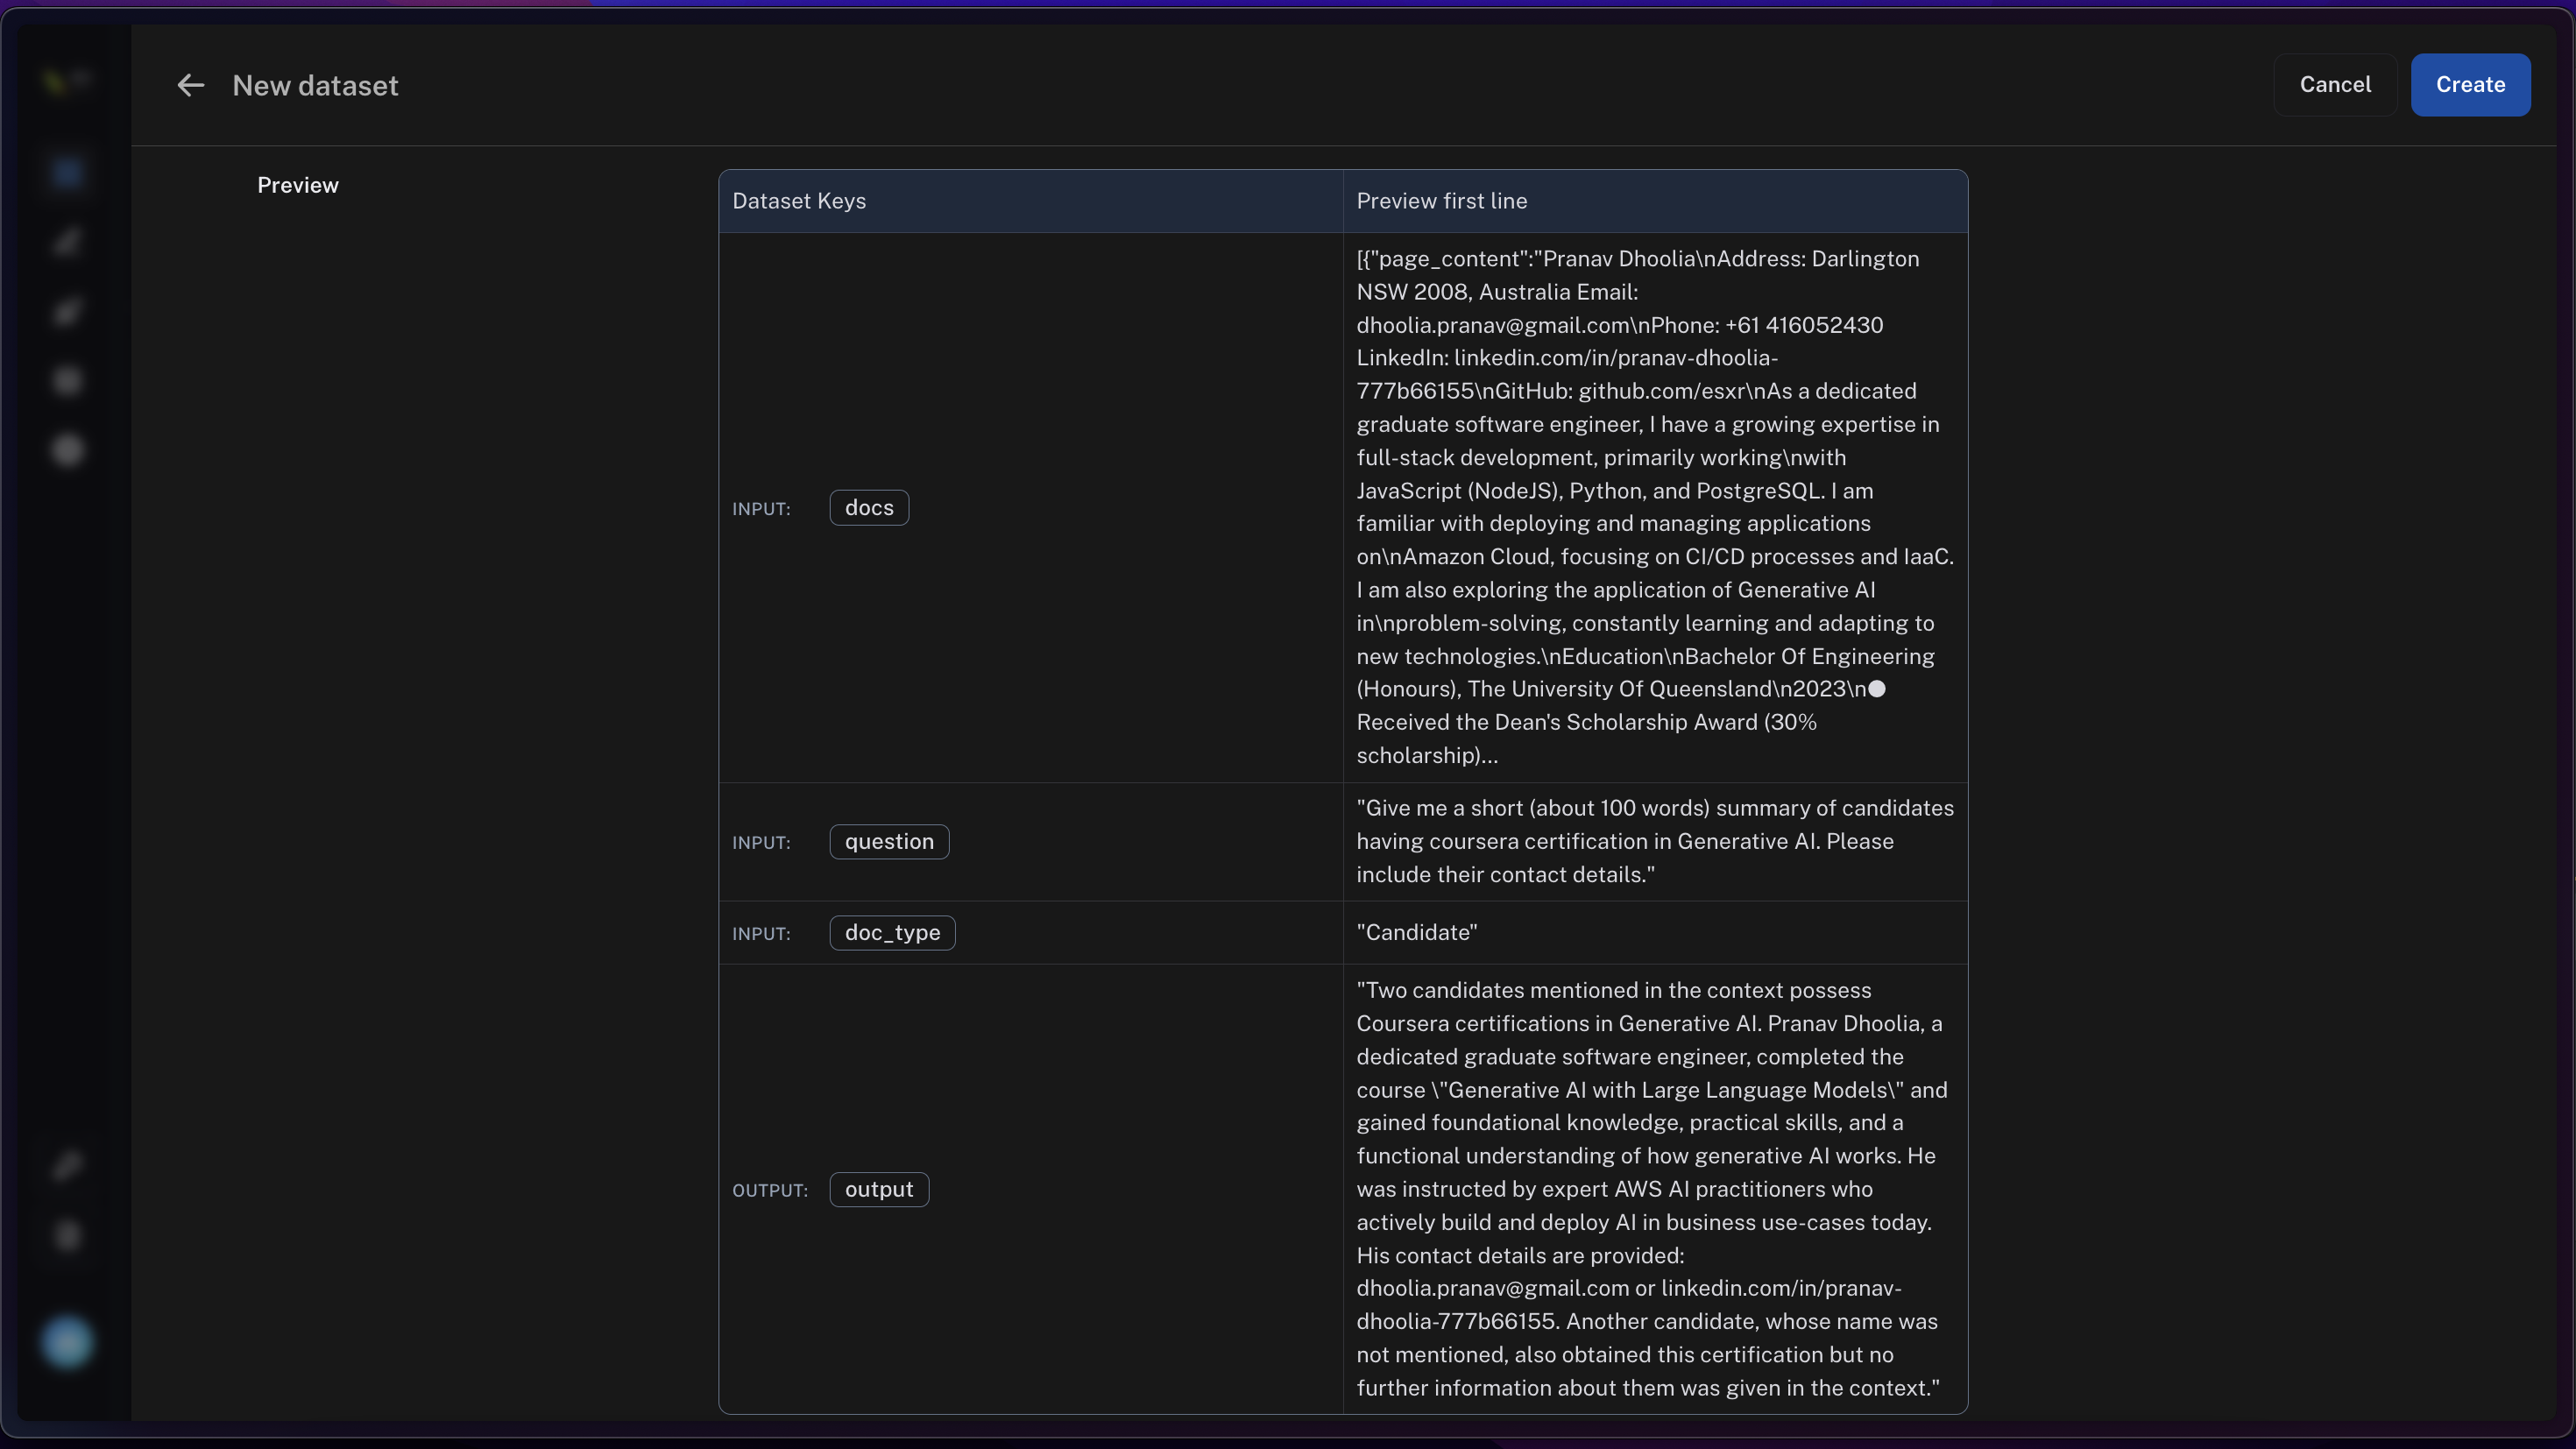 New dataset
Cancel
Create
Preview
Dataset Keys
Preview first line
INPUT: docs
[{"page_content":"Pranav Dhoolia\nAddress: Darlington
NSW 2008, Australia Email:
dhoolia.pranav@gmail.com\nPhone: +61 416052430
LinkedIn: linkedin.com/in/pranav-dhoolia-
777b66155\nGitHub: github.com/esxr\nAs a dedicated
graduate software engineer, I have a growing expertise in
full-stack development, primarily working\nwith
JavaScript (NodeJS), Python, and PostgreSQL. I am
familiar with deploying and managing applications
on\nAmazon Cloud, focusing on CI/CD processes and IaaC.
I am also exploring the application of Generative AI
in\nproblem-solving, constantly learning and adapting to
new technologies.\nEducation\nBachelor Of Engineering
(Honours), The University Of Queensland\n2023\n●
Received the Dean's Scholarship Award (30%
scholarship)...
INPUT: question
"Give me a short (about 100 words) summary of candidates
having coursera certification in Generative AI. Please
include their contact details."
INPUT: doc_type
"Candidate"
OUTPUT: output
"Two candidates mentioned in the context possess
Coursera certifications in Generative AI. Pranav Dhoolia, a
dedicated graduate software engineer, completed the
course \"Generative AI with Large Language Models\" and
gained foundational knowledge, practical skills, and a
functional understanding of how generative AI works. He
was instructed by expert AWS AI practitioners who
actively build and deploy AI in business use-cases today.
His contact details are provided:
dhoolia.pranav@gmail.com or linkedin.com/in/pranav-
dhoolia-777b66155. Another candidate, whose name was
not mentioned, also obtained this certification but no
further information about them was given in the context."